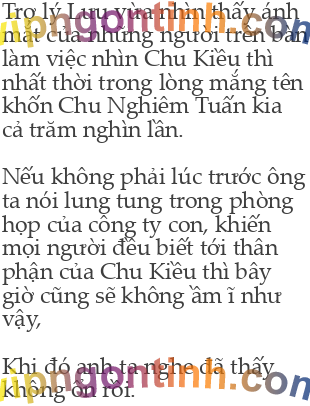 Trợ lý Lưu vừa nhìn thấy ánh
mắt của những người trên bàn
làm việc nhìn Chu Kiều thì
nhất thời trong lòng mắng tên
khốn Chu Nghiêm Tuấn kia
cả trăm nghìn lần.
Nếu không phải lúc trước ông
ta nói lung tung trong phòng
họp của công ty con, khiến
mọi người đều biết tới thân
phận của Chu Kiều thì bây
giờ cũng sẽ không ầm ĩ như
vậy,
Khi đó anh ta nghe đã thấy
không ổn rồi.
vipngontinh.com